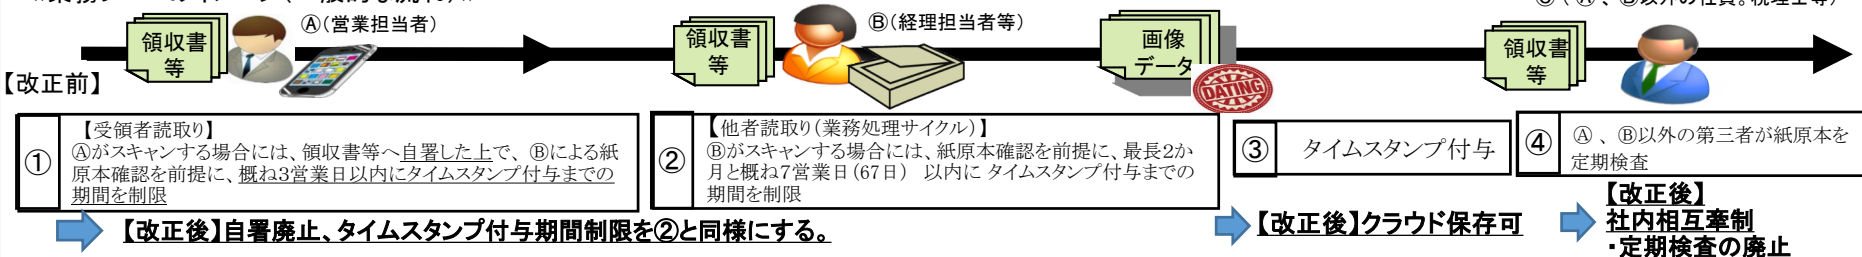 Ⓐ(営業担当者)
Ⓑ(経理担当者等)
領収書
等
領収書
等
画像
データ
DATING
領収書
等
【改正前】
①
【受領者読取り】
Ⓐがスキャンする場合には、領収書等へ自署した上で、Ⓑによる紙
原本確認を前提に、概ね3営業日以内にタイムスタンプ付与までの
期間を制限
②
【他者読取り(業務処理サイクル)】
Ⓑがスキャンする場合には、紙原本確認を前提に、最長2か
月と概ね7営業日(67日) 以内に タイムスタンプ付与までの
期間を制限
③
タイムスタンプ付与
④
Ⓐ 、Ⓑ以外の第三者が紙原本を
定期検査
【改正後】自署廃止、タイムスタンプ付与期間制限を②と同様にする。
【改正後】クラウド保存可
【改正後】
社内相互牽制
・定期検査の廃止